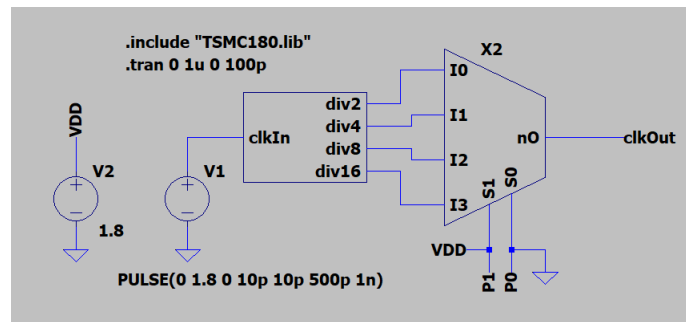 .include "TSMC180.lib"
.tran 0 1u 0 100p
X2
I0
div2
VDD
I1
div4
clkIn
nO
clkOut
div8
I2
div16
V2
V1
S1
S0
I3
1.8
VDD
P1
P0
PULSE(0 1.8 0 10p 10p 500p 1n)